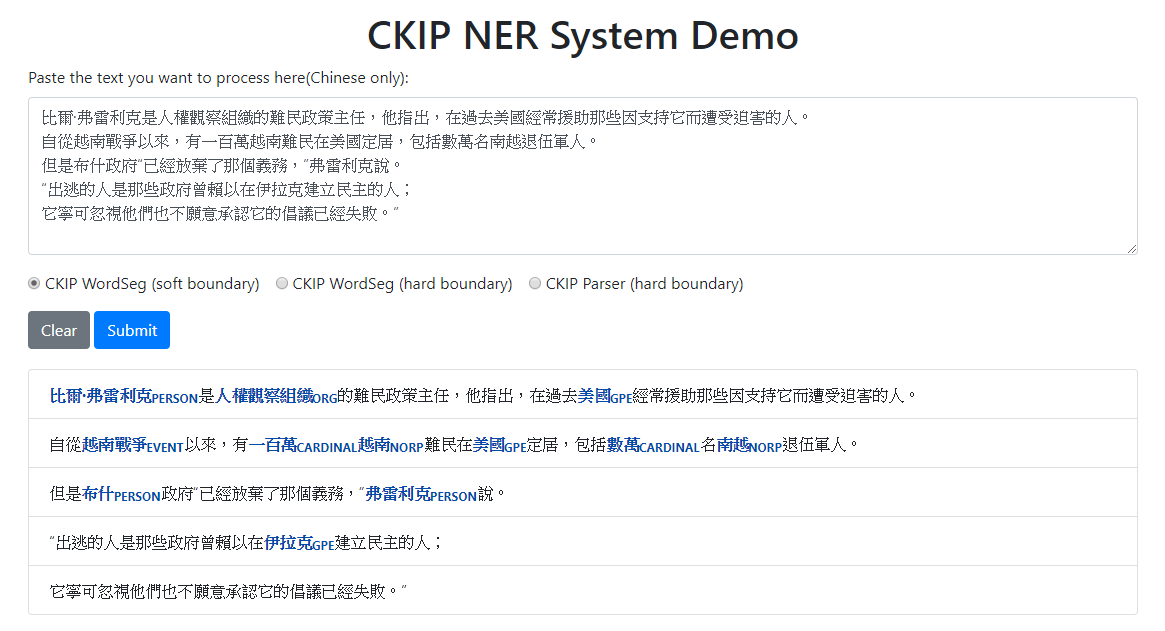 CKIP NER System Demo
Paste the text you want to process here(Chinese only):
比爾·弗雷利克是人權觀察組織的難民政策主任，他指出，在過去美國經常援助那些因支持它而遭受迫害的人。
自從越南戰爭以來，有一百萬越南難民在美國定居，包括數萬名南越退伍軍人。
但是布什政府“已經放棄了那個義務，”弗雷利克說。
“出逃的人是那些政府曾賴以在伊拉克建立民主的人；
它寧可忽視他們也不願意承認它的倡議已經失敗。”
CKIP WordSeg (soft boundary) CKIP WordSeg (hard boundary) CKIP Parser (hard boundary)
Clear Submit
比爾·弗雷利克PERSON是人權觀察組織ORG的難民政策主任，他指出，在過去美國GPE經常援助那些因支持它而遭受迫害的人。
自從越南戰爭EVENT以來，有一百萬CARDINAL越南NORP難民在美國GPE定居，包括數萬CARDINAL名南越NORP退伍軍人。
但是布什PERSON政府“已經放棄了那個義務，”弗雷利克PERSON說。
“出逃的人是那些政府曾賴以在伊拉克GPE建立民主的人；
它寧可忽視他們也不願意承認它的倡議已經失敗。”